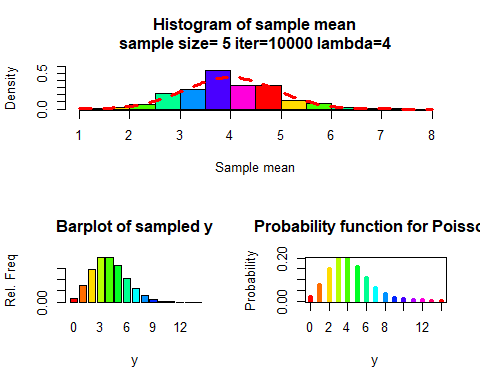 Histogram of sample mean
sample size= 5 iter=10000 lambda=4
Density
0.0 0.5
1 2 3 4 5 6 7 8
Sample mean
Barplot of sampled y
Rel. Freq
0.00
0 3 6 9 12
y
Probability function for Poisso
Probability
0.00 0.20
0 2 4 6 8 12
y